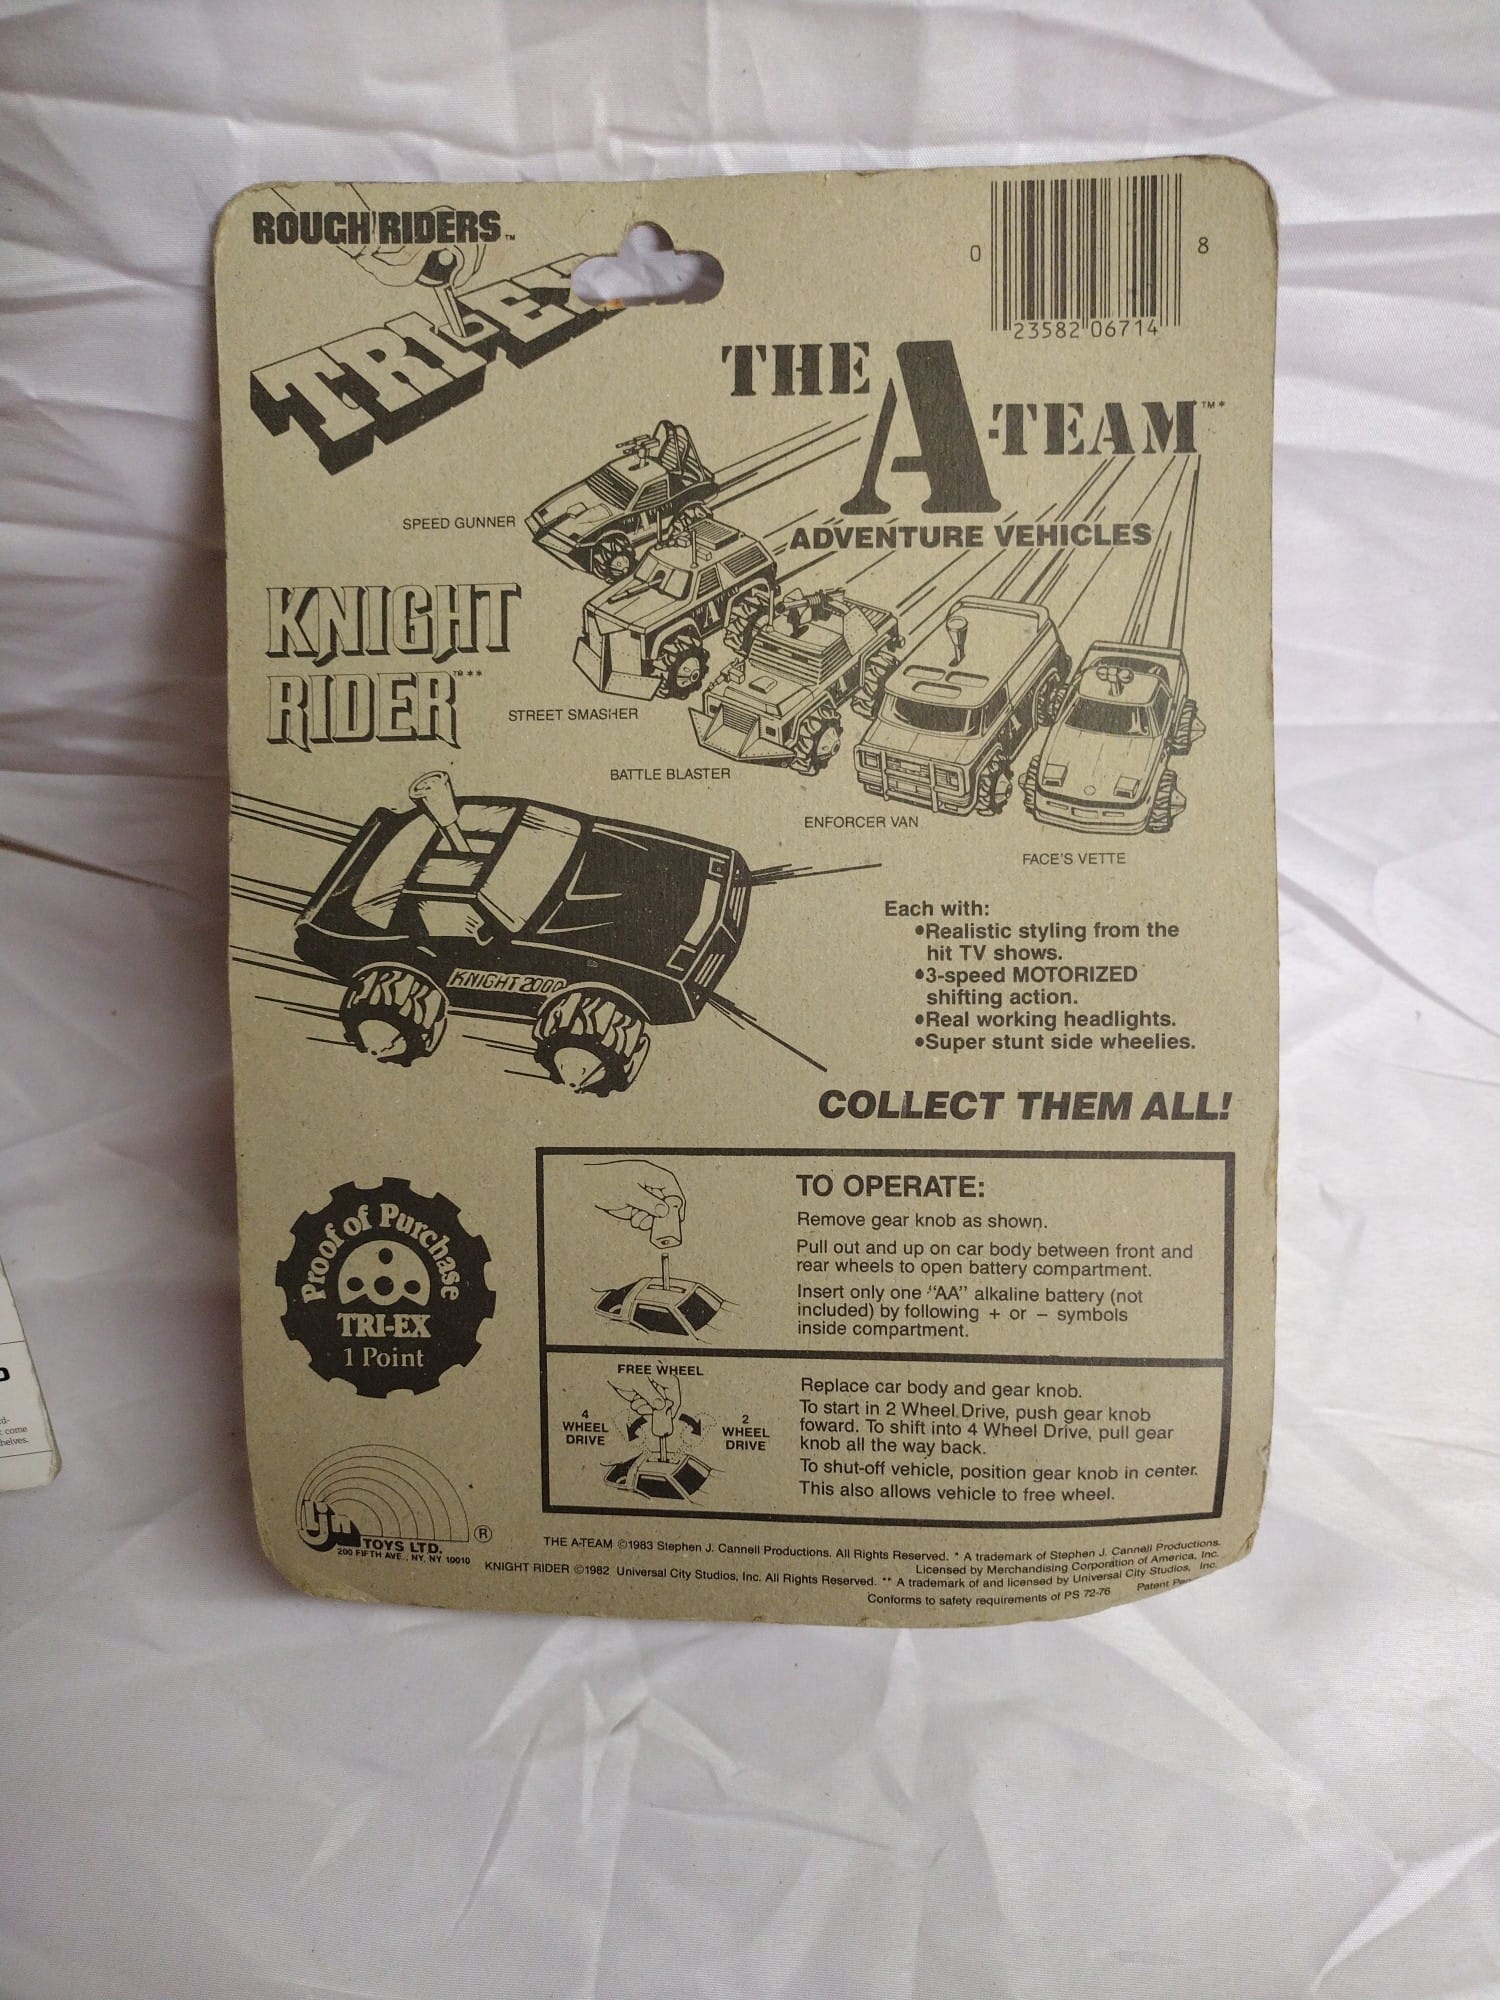 ROUGH RIDERS™
TRI-EX
0 23582 06714 8
THE A-TEAM™*
ADVENTURE VEHICLES
SPEED GUNNER
KNIGHT
RIDER™**
STREET SMASHER
BATTLE BLASTER
ENFORCER VAN
FACE'S VETTE
KNIGHT 2000
Each with:
•Realistic styling from the
hit TV shows.
•3-speed MOTORIZED
shifting action.
•Real working headlights.
•Super stunt side wheelies.
COLLECT THEM ALL!
Proof of Purchase
TRI-EX
1 Point
TO OPERATE:
Remove gear knob as shown.
Pull out and up on car body between front and
rear wheels to open battery compartment.
Insert only one "AA" alkaline battery (not
included) by following + or − symbols
inside compartment.
FREE WHEEL
4
WHEEL
DRIVE
2
WHEEL
DRIVE
Replace car body and gear knob.
To start in 2 Wheel Drive, push gear knob
foward. To shift into 4 Wheel Drive, pull gear
knob all the way back.
To shut-off vehicle, position gear knob in center.
This also allows vehicle to free wheel.
ljn ®
TOYS LTD.
200 FIFTH AVE., NY, NY 10010
THE A-TEAM ©1983 Stephen J. Cannell Productions. All Rights Reserved. * A trademark of Stephen J. Cannell Productions.
Licensed by Merchandising Corporation of America, Inc.
KNIGHT RIDER ©1982 Universal City Studios, Inc. All Rights Reserved. ** A trademark of and licensed by Universal City Studios, Inc.
Conforms to safety requirements of PS 72-76 Patent
come
helves.